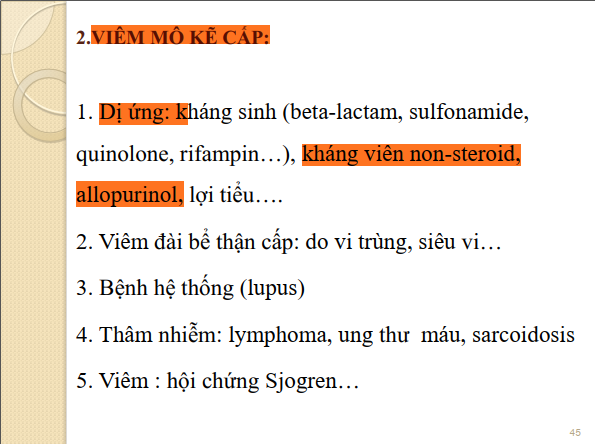 2.VIÊM MÔ KẼ CẤP:
1. Dị ứng: kháng sinh (beta-lactam, sulfonamide,
quinolone, rifampin…), kháng viên non-steroid,
allopurinol, lợi tiểu….
2. Viêm đài bể thận cấp: do vi trùng, siêu vi…
3. Bệnh hệ thống (lupus)
4. Thâm nhiễm: lymphoma, ung thư máu, sarcoidosis
5. Viêm : hội chứng Sjogren…
45